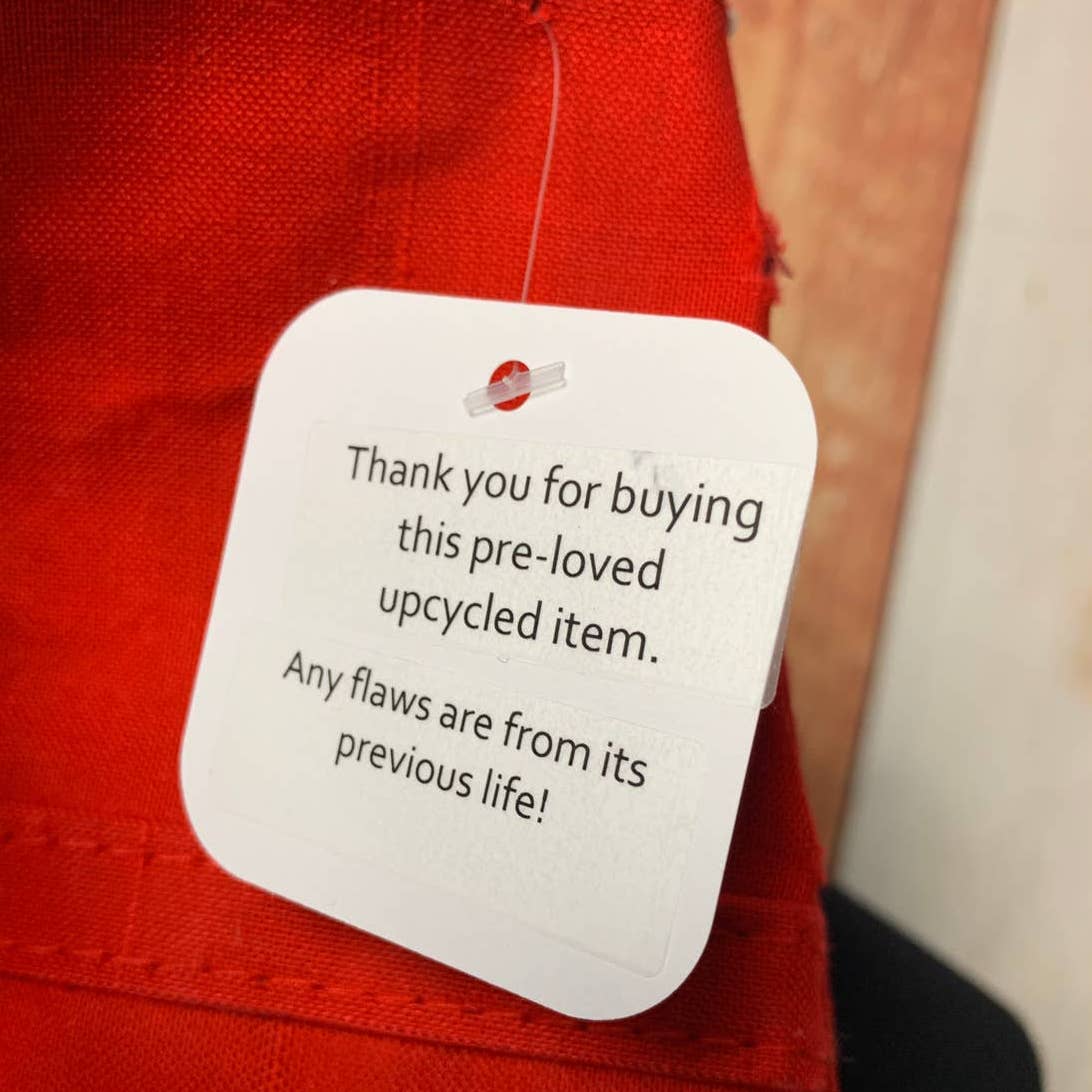 Thank you for buying
this pre-loved
upcycled item.
Any flaws are from its
previous life!